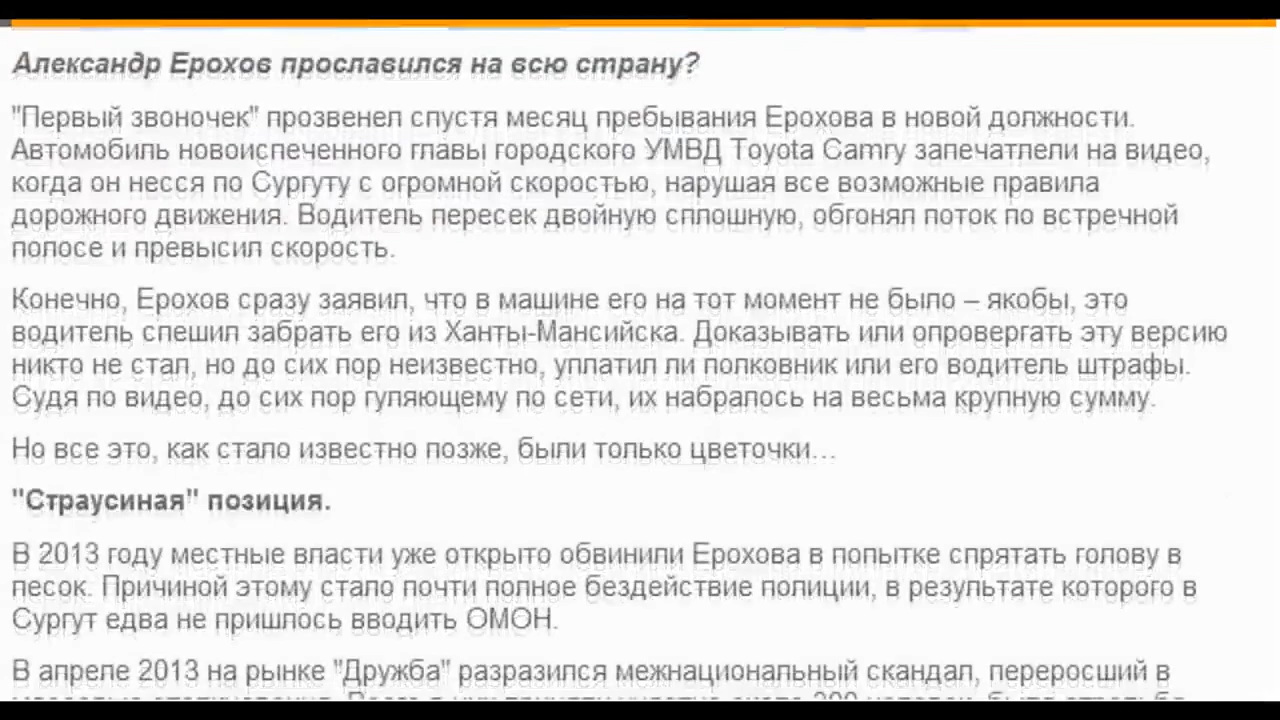 Александр Ерохов прославился на всю страну?
"Первый звоночек" прозвенел спустя месяц пребывания Ерохова в новой должности.
Автомобиль новоиспеченного главы городского УМВД Toyota Camry запечатлели на видео,
когда он несся по Сургуту с огромной скоростью, нарушая все возможные правила
дорожного движения. Водитель пересек двойную сплошную, обгонял поток по встречной
полосе и превысил скорость.
Конечно, Ерохов сразу заявил, что в машине его на тот момент не было – якобы, это
водитель спешил забрать его из Ханты-Мансийска. Доказывать или опровергать эту версию
никто не стал, но до сих пор неизвестно, уплатил ли полковник или его водитель штрафы.
Судя по видео, до сих пор гуляющему по сети, их набралось на весьма крупную сумму.
Но все это, как стало известно позже, были только цветочки...
"Страусиная" позиция.
В 2013 году местные власти уже открыто обвинили Ерохова в попытке спрятать голову в
песок. Причиной этому стало почти полное бездействие полиции, в результате которого в
Сургут едва не пришлось вводить ОМОН.
В апреле 2013 на рынке "Дружба" разразился межнациональный скандал, переросший в